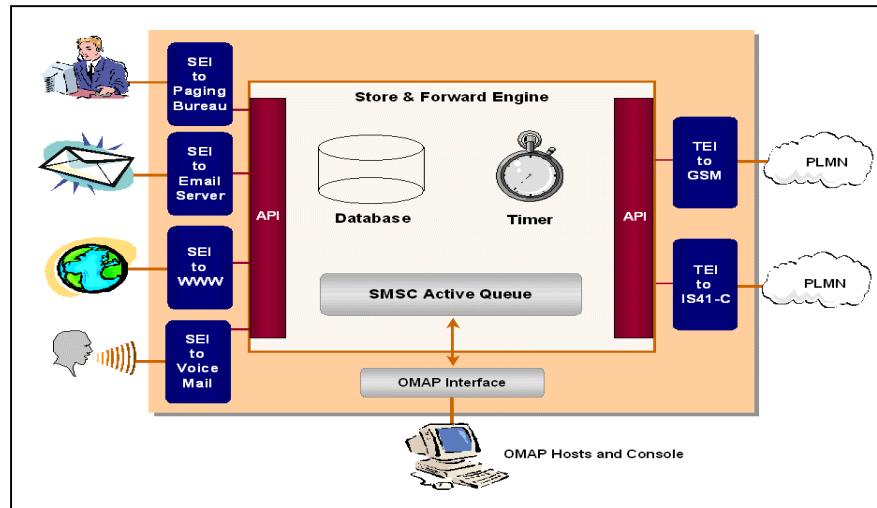 SEI
to
Paging
Bureau
SEI
to
Email
Server
SEI
to
WWW
SEI
to
Voice
Mail
Store & Forward Engine
API
Database
Timer
API
SMSC Active Queue
OMAP Interface
OMAP Hosts and Console
TEI
to
GSM
PLMN
TEI
to
IS41-C
PLMN